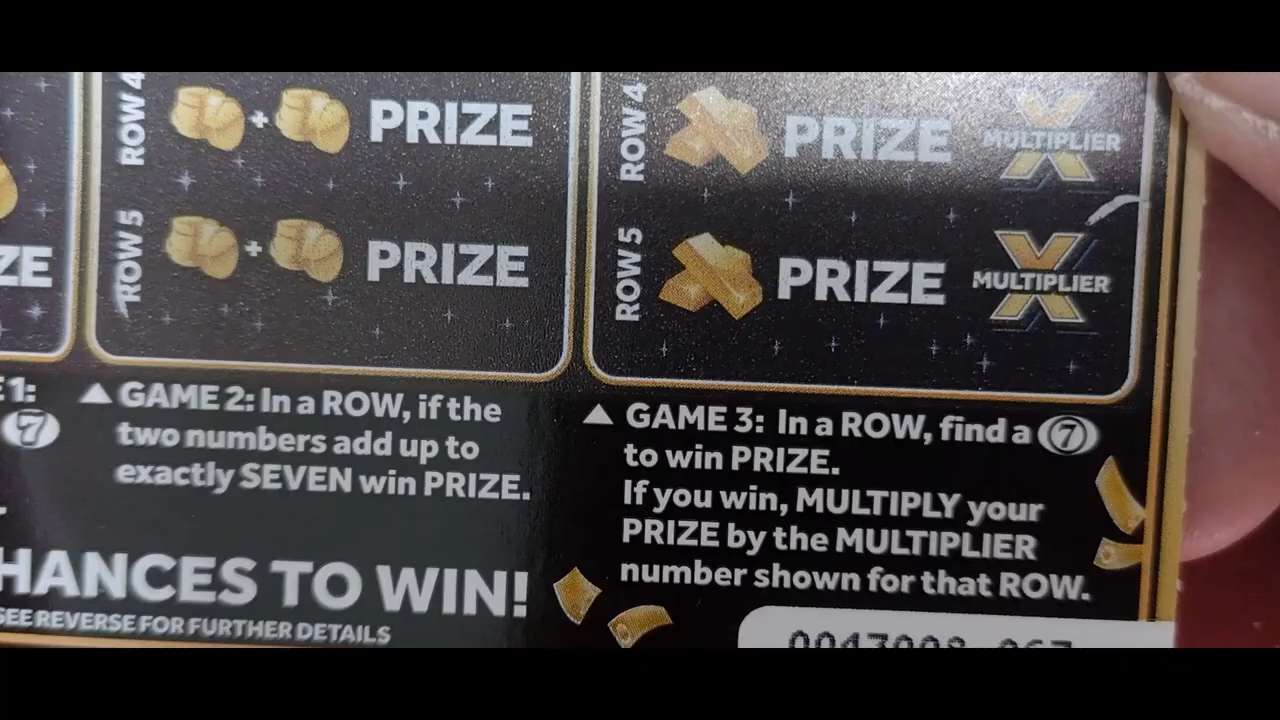 ROW 4
+
PRIZE
ROW 5
+
PRIZE
ROW 4
PRIZE
X
MULTIPLIER
ROW 5
PRIZE
X
MULTIPLIER
ZE
E 1:
7
▲ GAME 2: In a ROW, if the
two numbers add up to
exactly SEVEN win PRIZE.
▲ GAME 3: In a ROW, find a 7
to win PRIZE.
If you win, MULTIPLY your
PRIZE by the MULTIPLIER
number shown for that ROW.
HANCES TO WIN!
SEE REVERSE FOR FURTHER DETAILS